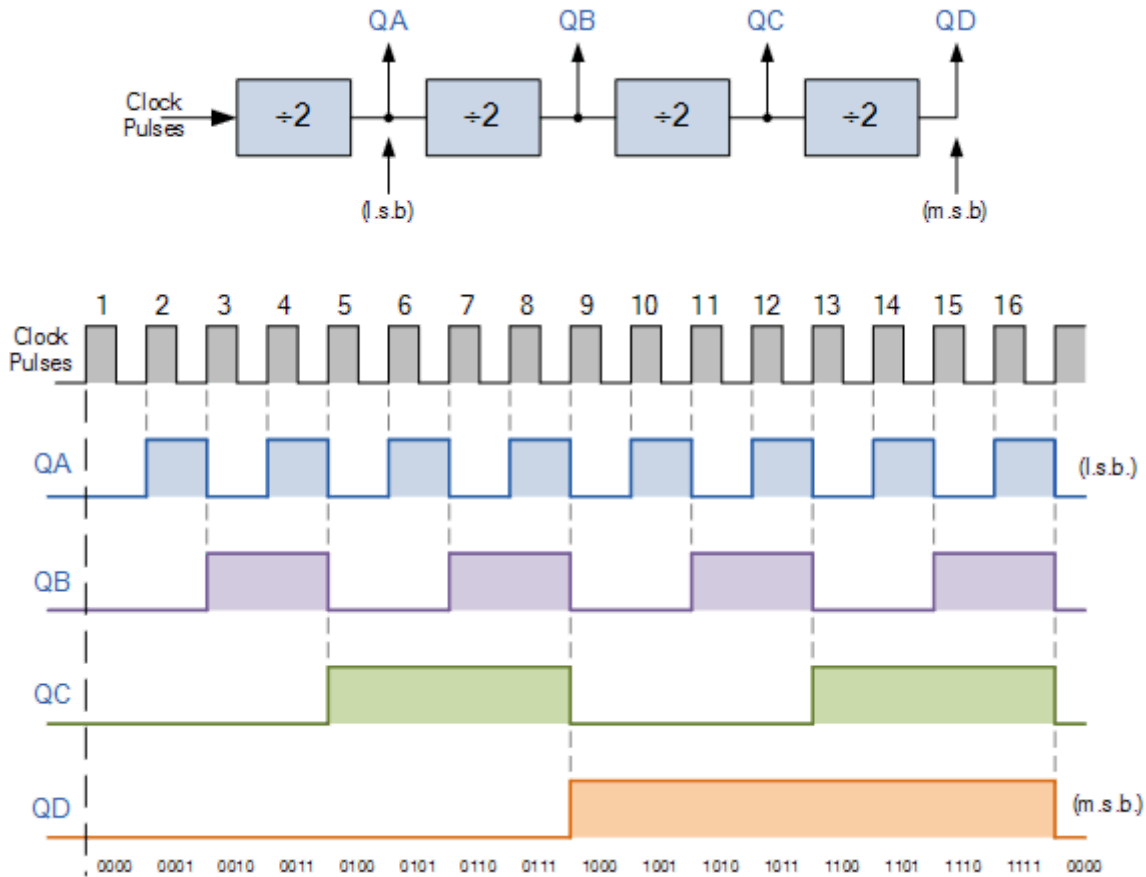 QA QB QC QD
Clock
Pulses
÷2 ÷2 ÷2 ÷2
(l.s.b) (m.s.b)
1 2 3 4 5 6 7 8 9 10 11 12 13 14 15 16
Clock
Pulses
QA (l.s.b.)
QB
QC
QD (m.s.b.)
0000 0001 0010 0011 0100 0101 0110 0111 1000 1001 1010 1011 1100 1101 1110 1111 0000